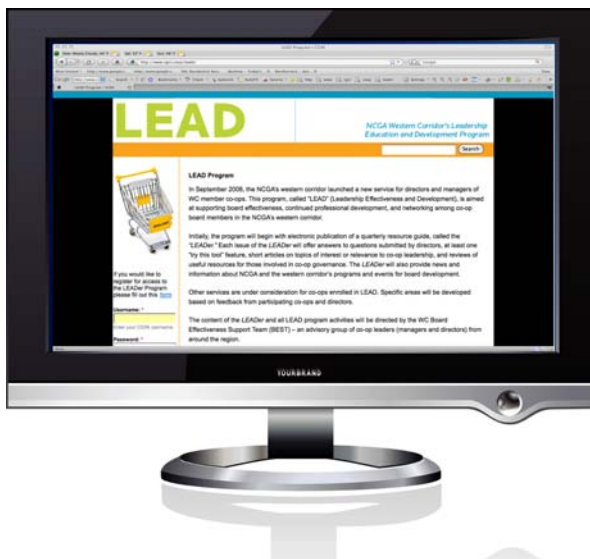 LEAD
NCGA Western Corridor's Leadership
Education and Development Program
Search
LEAD Program
In September 2008, the NCGA's western corridor launched a new service for directors and managers of
WC member co-ops. This program, called "LEAD" (Leadership Effectiveness and Development), is aimed
at supporting board effectiveness, continued professional development, and networking among co-op
board members in the NCGA's western corridor.
Initially, the program will begin with electronic publication of a quarterly resource guide, called the
"LEADer." Each issue of the LEADer will offer answers to questions submitted by directors, at least one
"try this tool" feature, short articles on topics of interest or relevance to co-op leadership, and reviews of
useful resources for those involved in co-op governance. The LEADer will also provide news and
information about NCGA and the western corridor's programs and events for board development.
Other services are under consideration for co-ops enrolled in LEAD. Specific areas will be developed
based on feedback from participating co-ops and directors.
The content of the LEADer and all LEAD program activities will be directed by the WC Board
Effectiveness Support Team (BEST) – an advisory group of co-op leaders (managers and directors) from
around the region.
If you would like to
register for access to
the LEADer Program
please fill out this form
Username: *
Enter your CGIN username
Password: *
YOURBRAND